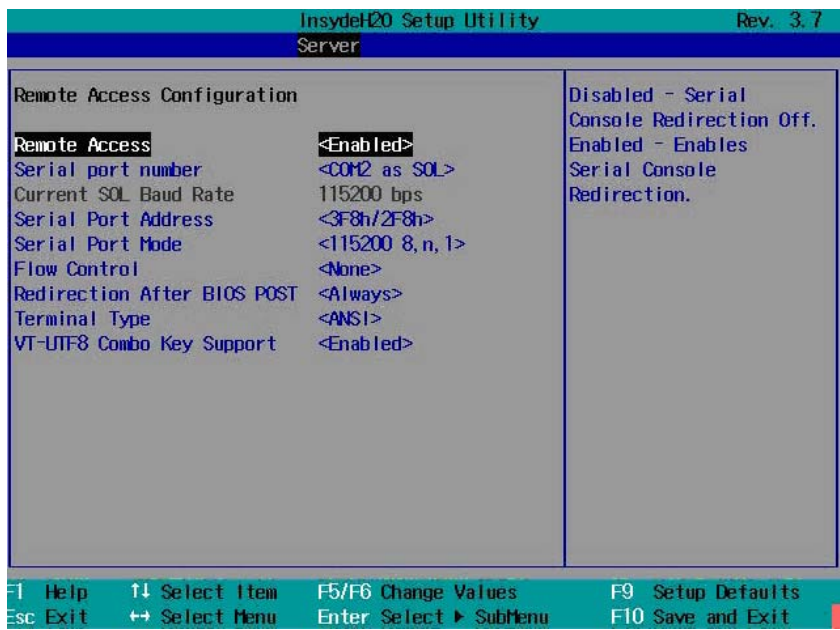 InsydeH20 Setup Utility Rev. 3.7
Server
Remote Access Configuration
Remote Access <Enabled>
Serial port number <COM2 as SOL>
Current SOL Baud Rate 115200 bps
Serial Port Address <3F8h/2F8h>
Serial Port Mode <115200 8,n,1>
Flow Control <None>
Redirection After BIOS POST <Always>
Terminal Type <ANSI>
VT-UTF8 Combo Key Support <Enabled>
Disabled - Serial
Console Redirection Off.
Enabled - Enables
Serial Console
Redirection.
F1 Help ↑↓ Select Item F5/F6 Change Values F9 Setup Defaults
Esc Exit ↔ Select Menu Enter Select ▶ SubMenu F10 Save and Exit